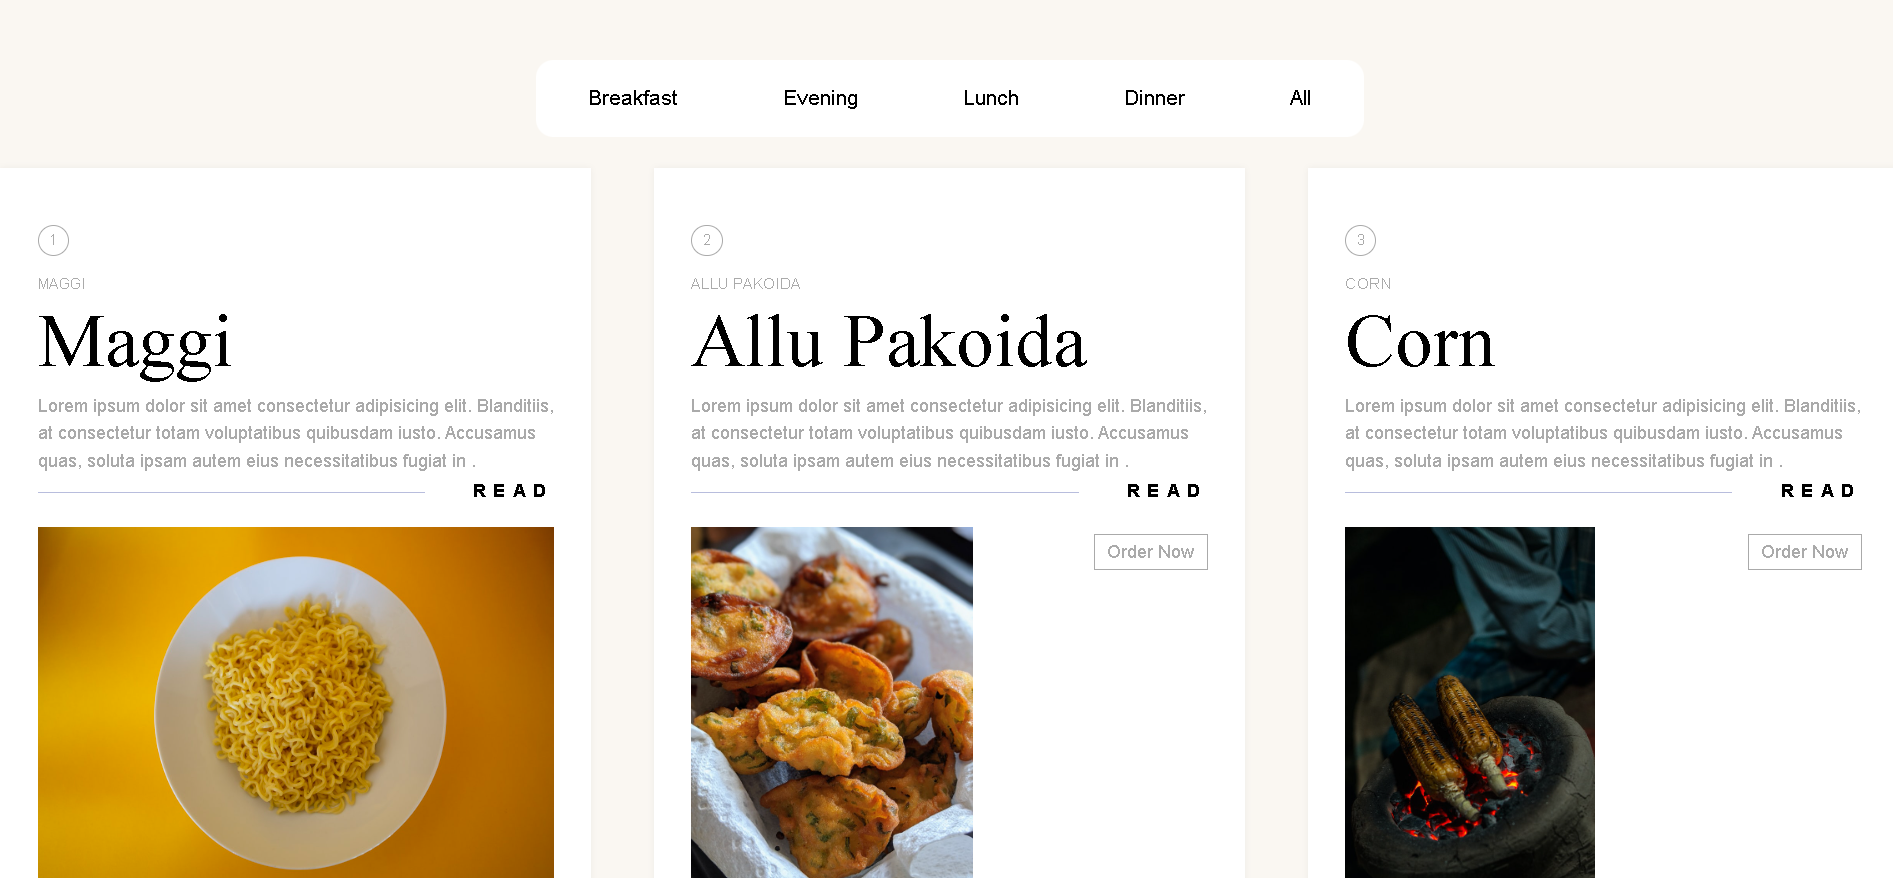 Breakfast Evening Lunch Dinner All
1
MAGGI
Maggi
Lorem ipsum dolor sit amet consectetur adipisicing elit. Blanditiis,
at consectetur totam voluptatibus quibusdam iusto. Accusamus
quas, soluta ipsam autem eius necessitatibus fugiat in .
READ
2
ALLU PAKOIDA
Allu Pakoida
Lorem ipsum dolor sit amet consectetur adipisicing elit. Blanditiis,
at consectetur totam voluptatibus quibusdam iusto. Accusamus
quas, soluta ipsam autem eius necessitatibus fugiat in .
READ
Order Now
3
CORN
Corn
Lorem ipsum dolor sit amet consectetur adipisicing elit. Blanditiis,
at consectetur totam voluptatibus quibusdam iusto. Accusamus
quas, soluta ipsam autem eius necessitatibus fugiat in .
READ
Order Now